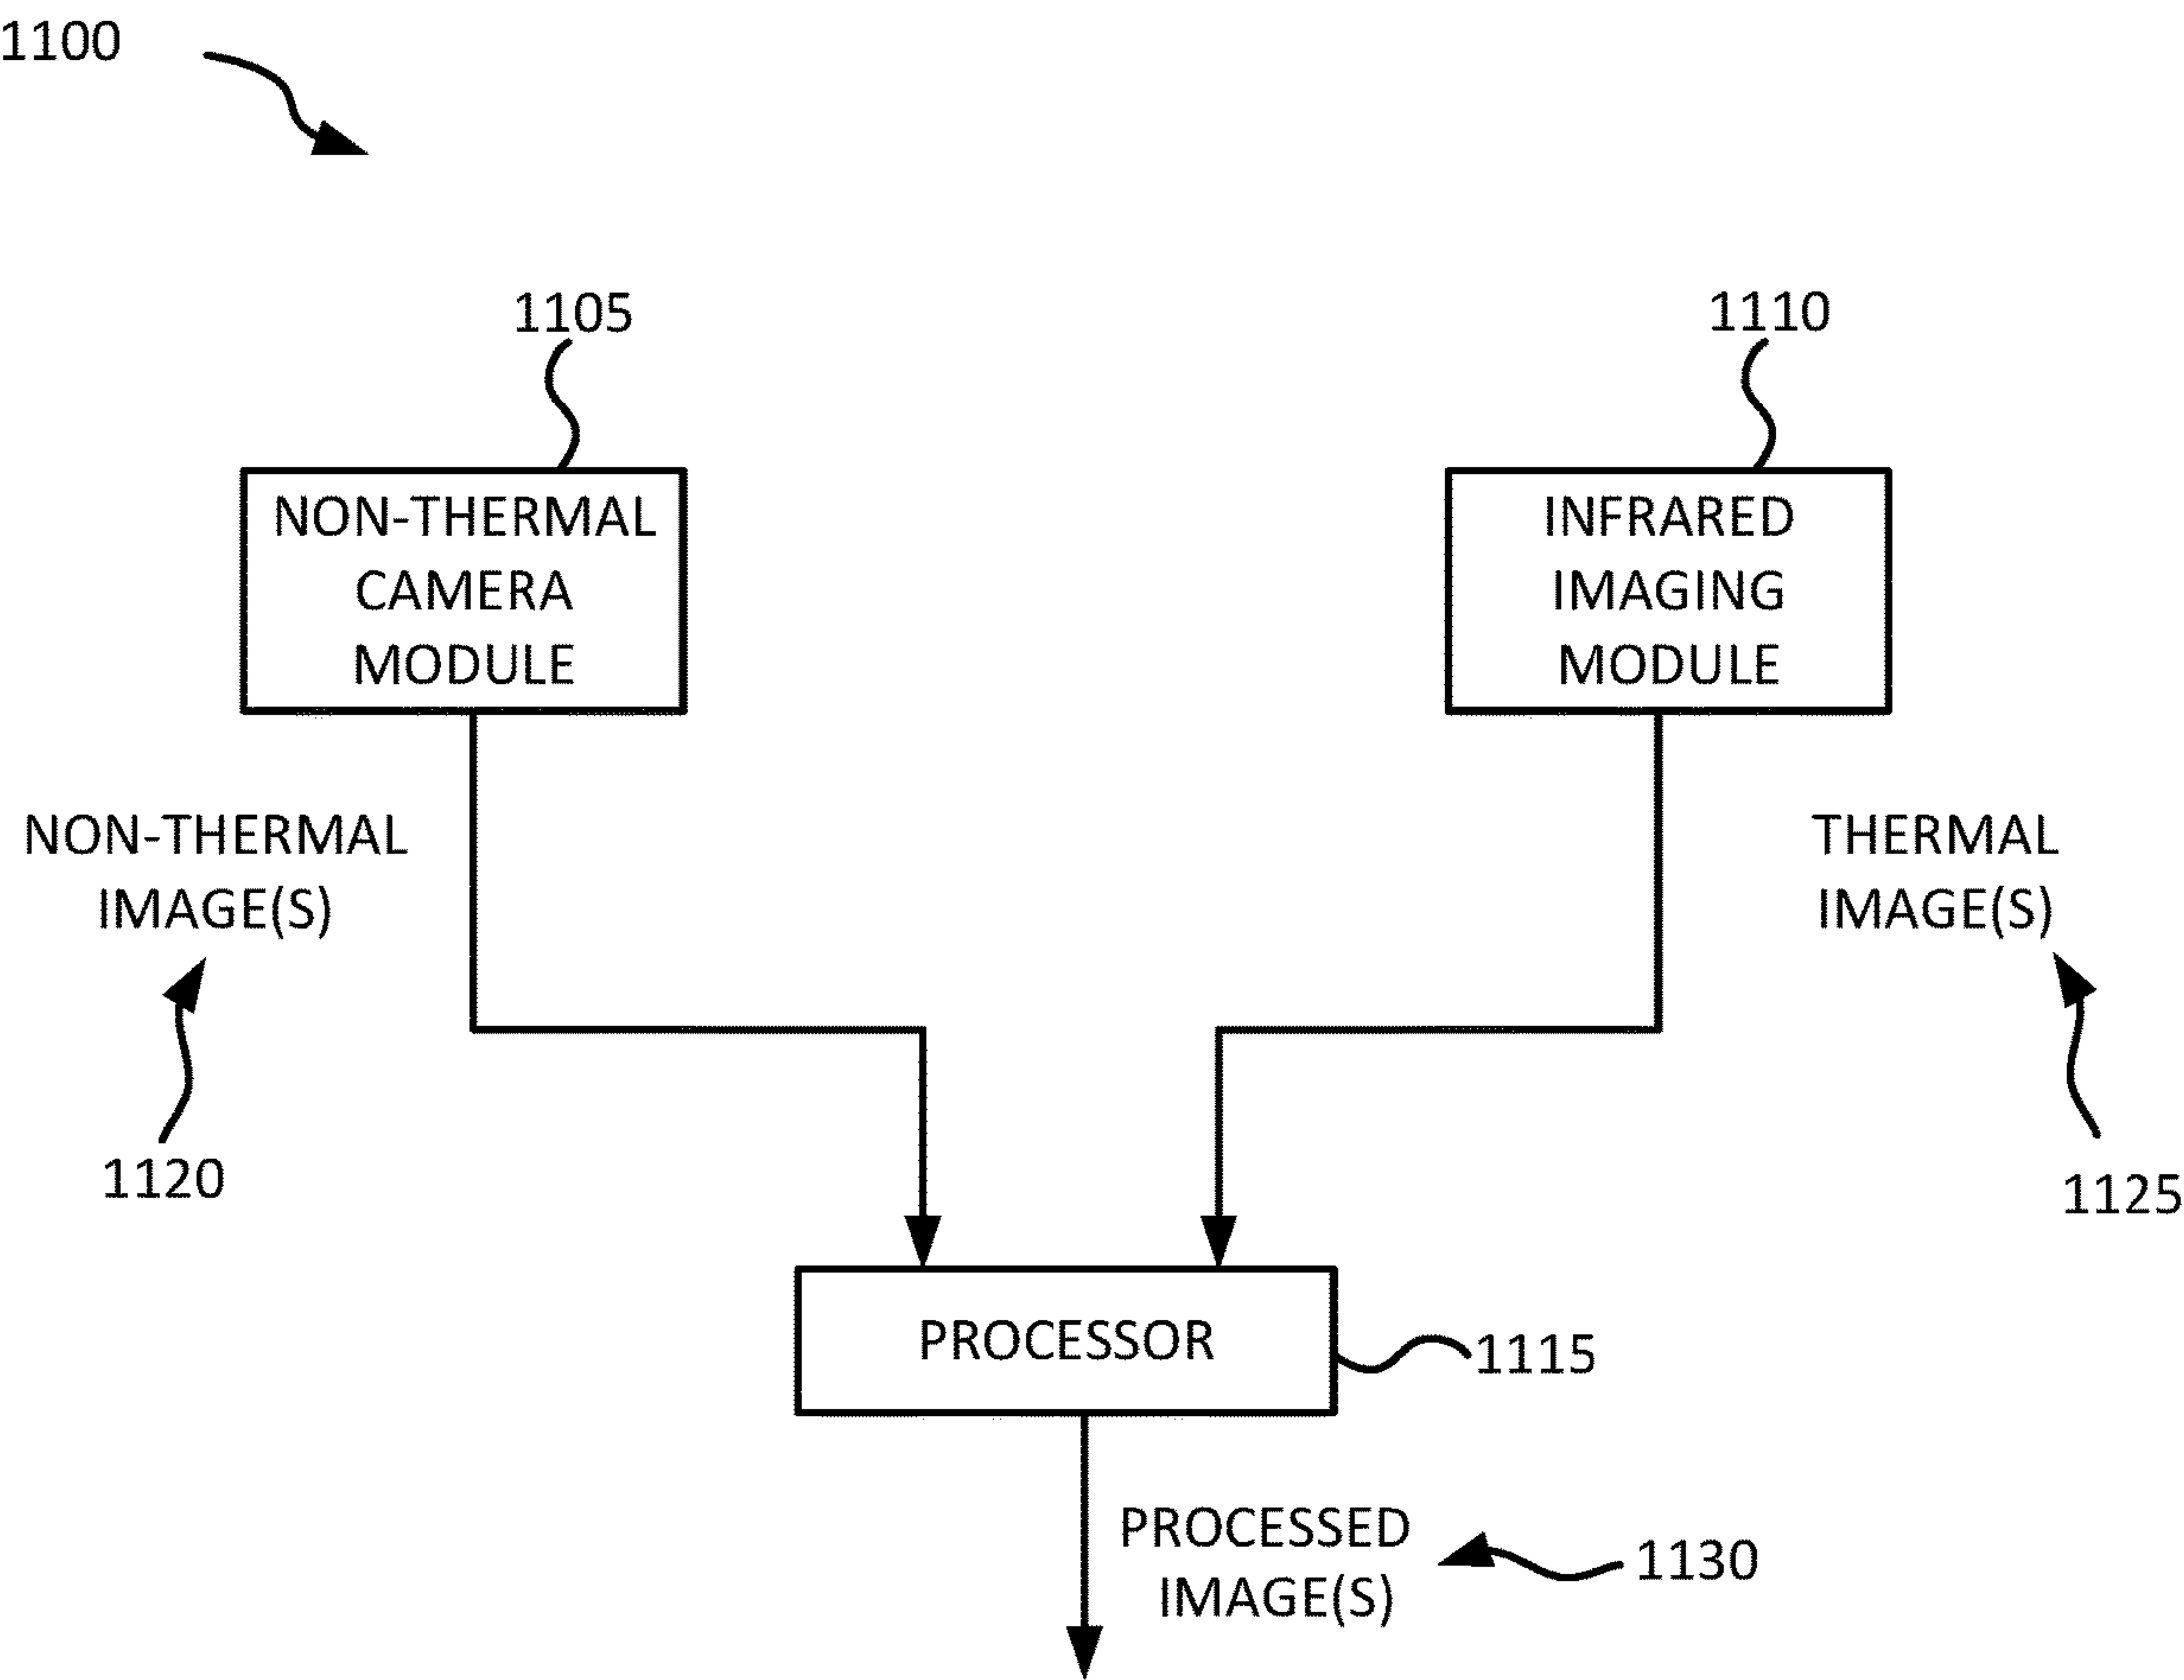 1100
1105
1110
NON-THERMAL
CAMERA
MODULE
INFRARED
IMAGING
MODULE
NON-THERMAL
IMAGE(S)
THERMAL
IMAGE(S)
1120
1125
PROCESSOR
1115
PROCESSED
IMAGE(S)
1130